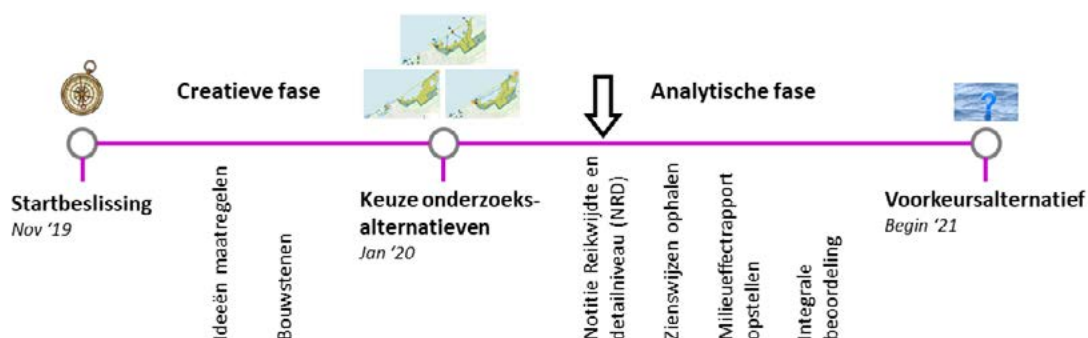 Creatieve fase
Analytische fase
?
Startbeslissing
Nov ‘19
Ideeën maatregelen
Bouwstenen
Keuze onderzoeks-
alternatieven
Jan ‘20
Notitie Reikwijdte en
detailniveau (NRD)
Zienswijzen ophalen
Milieueffectrapport
opstellen
Integrale
beoordeling
Voorkeursalternatief
Begin ‘21